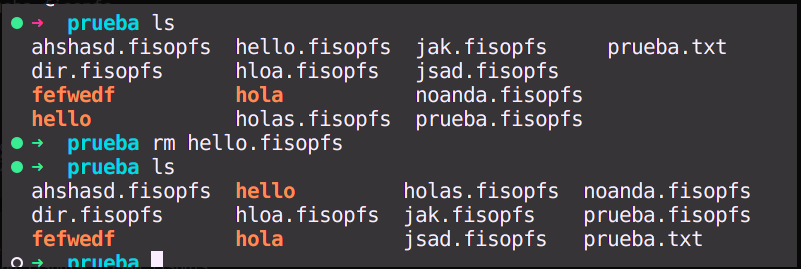 ➜ prueba ls
ahshasd.fisopfs hello.fisopfs jak.fisopfs prueba.txt
dir.fisopfs hloa.fisopfs jsad.fisopfs
fefwedf hola noanda.fisopfs
hello holas.fisopfs prueba.fisopfs
➜ prueba rm hello.fisopfs
➜ prueba ls
ahshasd.fisopfs hello holas.fisopfs noanda.fisopfs
dir.fisopfs hloa.fisopfs jak.fisopfs prueba.fisopfs
fefwedf hola jsad.fisopfs prueba.txt
➜ prueba